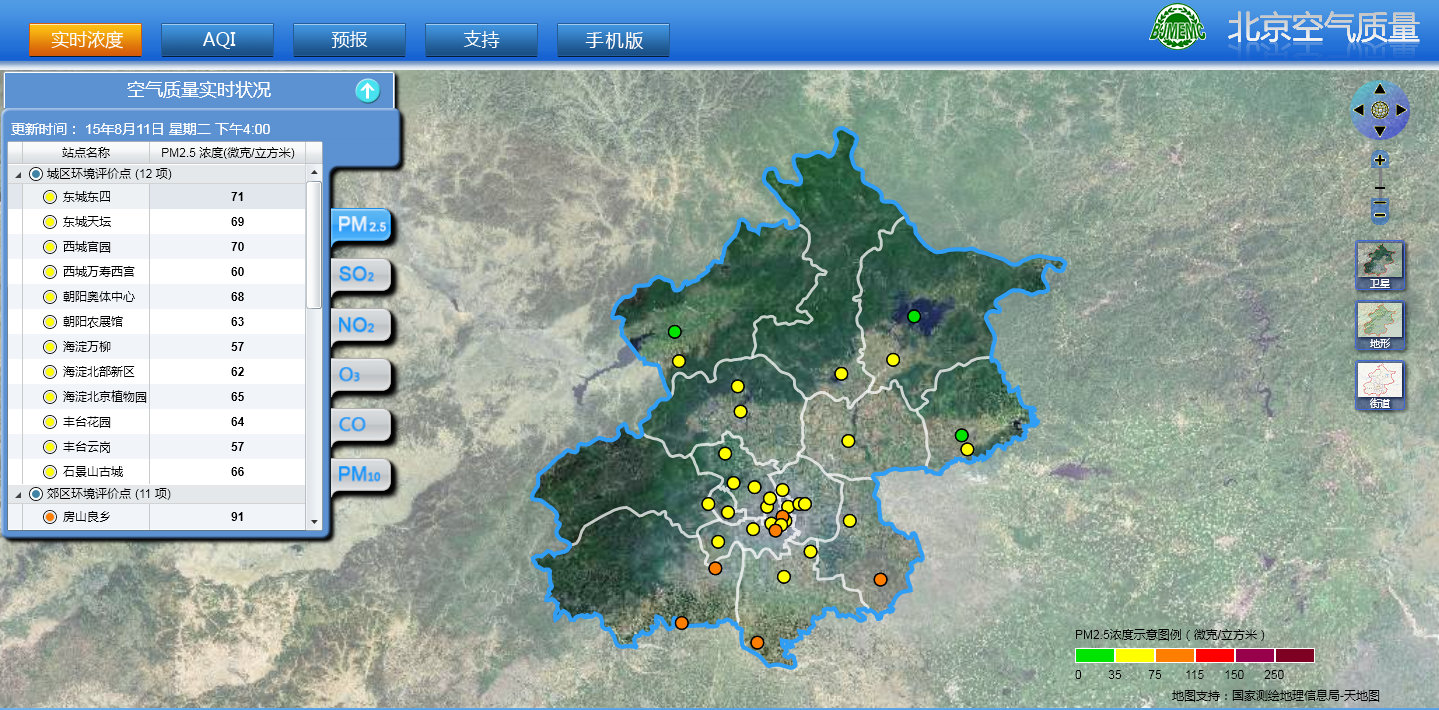 实时浓度 AQI 预报 支持 手机版
BJMEMC 北京空气质量
空气质量实时状况
更新时间： 15年8月11日 星期二 下午4:00
站点名称 PM2.5 浓度(微克/立方米)
城区环境评价点 (12 项)
东城东四 71
东城天坛 69
西城官园 70
西城万寿西宫 60
朝阳奥体中心 68
朝阳农展馆 63
海淀万柳 57
海淀北部新区 62
海淀北京植物园 65
丰台花园 64
丰台云岗 57
石景山古城 66
郊区环境评价点 (11 项)
房山良乡 91
PM2.5
SO2
NO2
O3
CO
PM10
卫星
地形
街道
PM2.5浓度示意图例（微克/立方米）
0 35 75 115 150 250
地图支持：国家测绘地理信息局-天地图